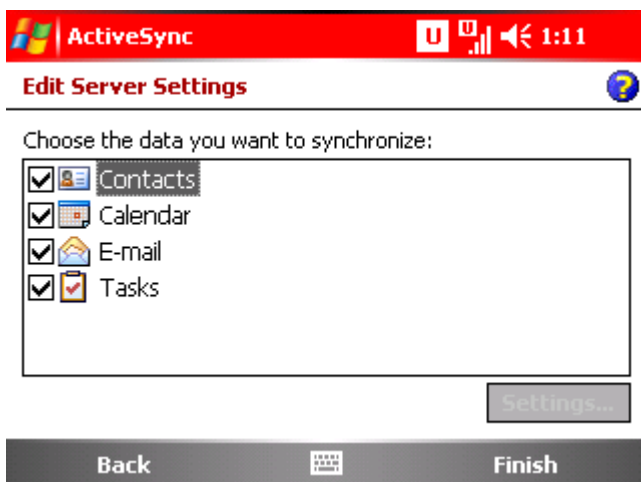 ActiveSync U U 1:11
Edit Server Settings ?
Choose the data you want to synchronize:
Contacts
Calendar
E-mail
Tasks
Settings...
Back Finish